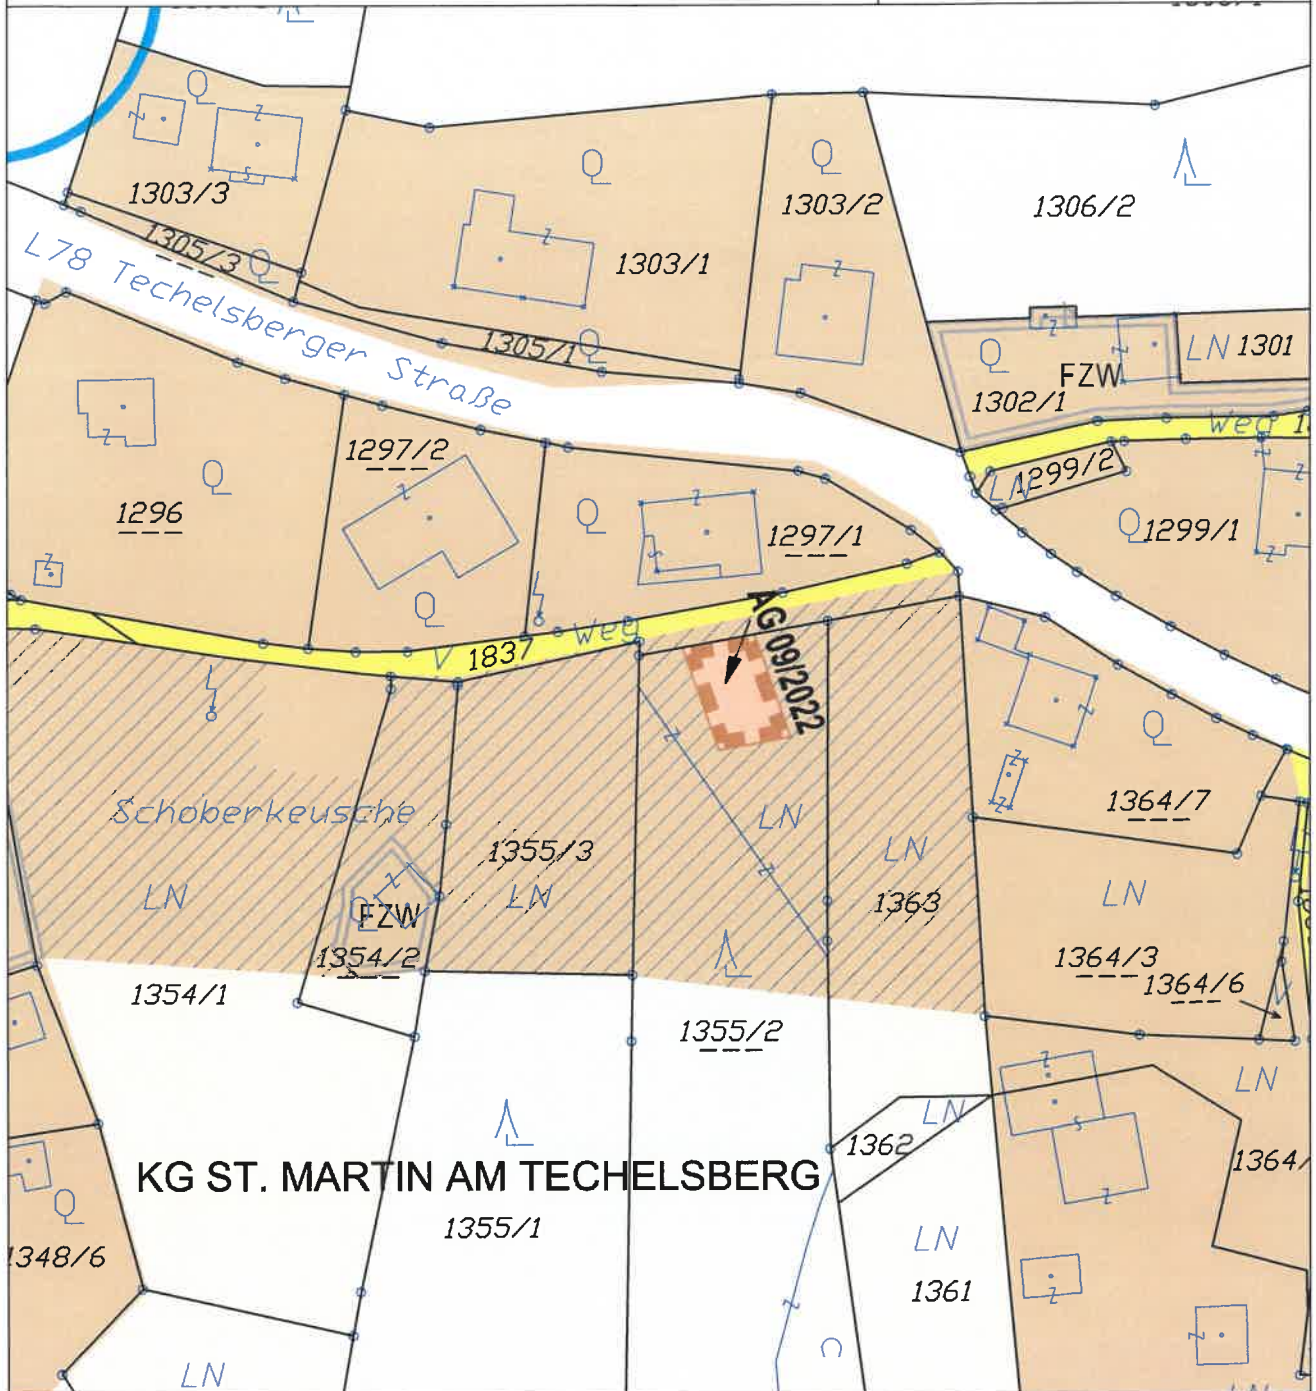 1303/3
1305/3
L78 Techelsberger Straße
1303/1
1303/2
1306/2
1305/1
FZW
1302/1
LN 1301
Weg
1299/2
LN
1299/1
1297/2
1296
1297/1
Weg
1837
AG 09/2022
Schoberkeusche
LN
FZW
1354/2
1355/3
LN
LN
LN
1363
1364/7
LN
1364/3
1364/6
1354/1
1355/2
LN
LN
1362
1364/
KG ST. MARTIN AM TECHELSBERG
1355/1
LN
1361
1348/6
LN